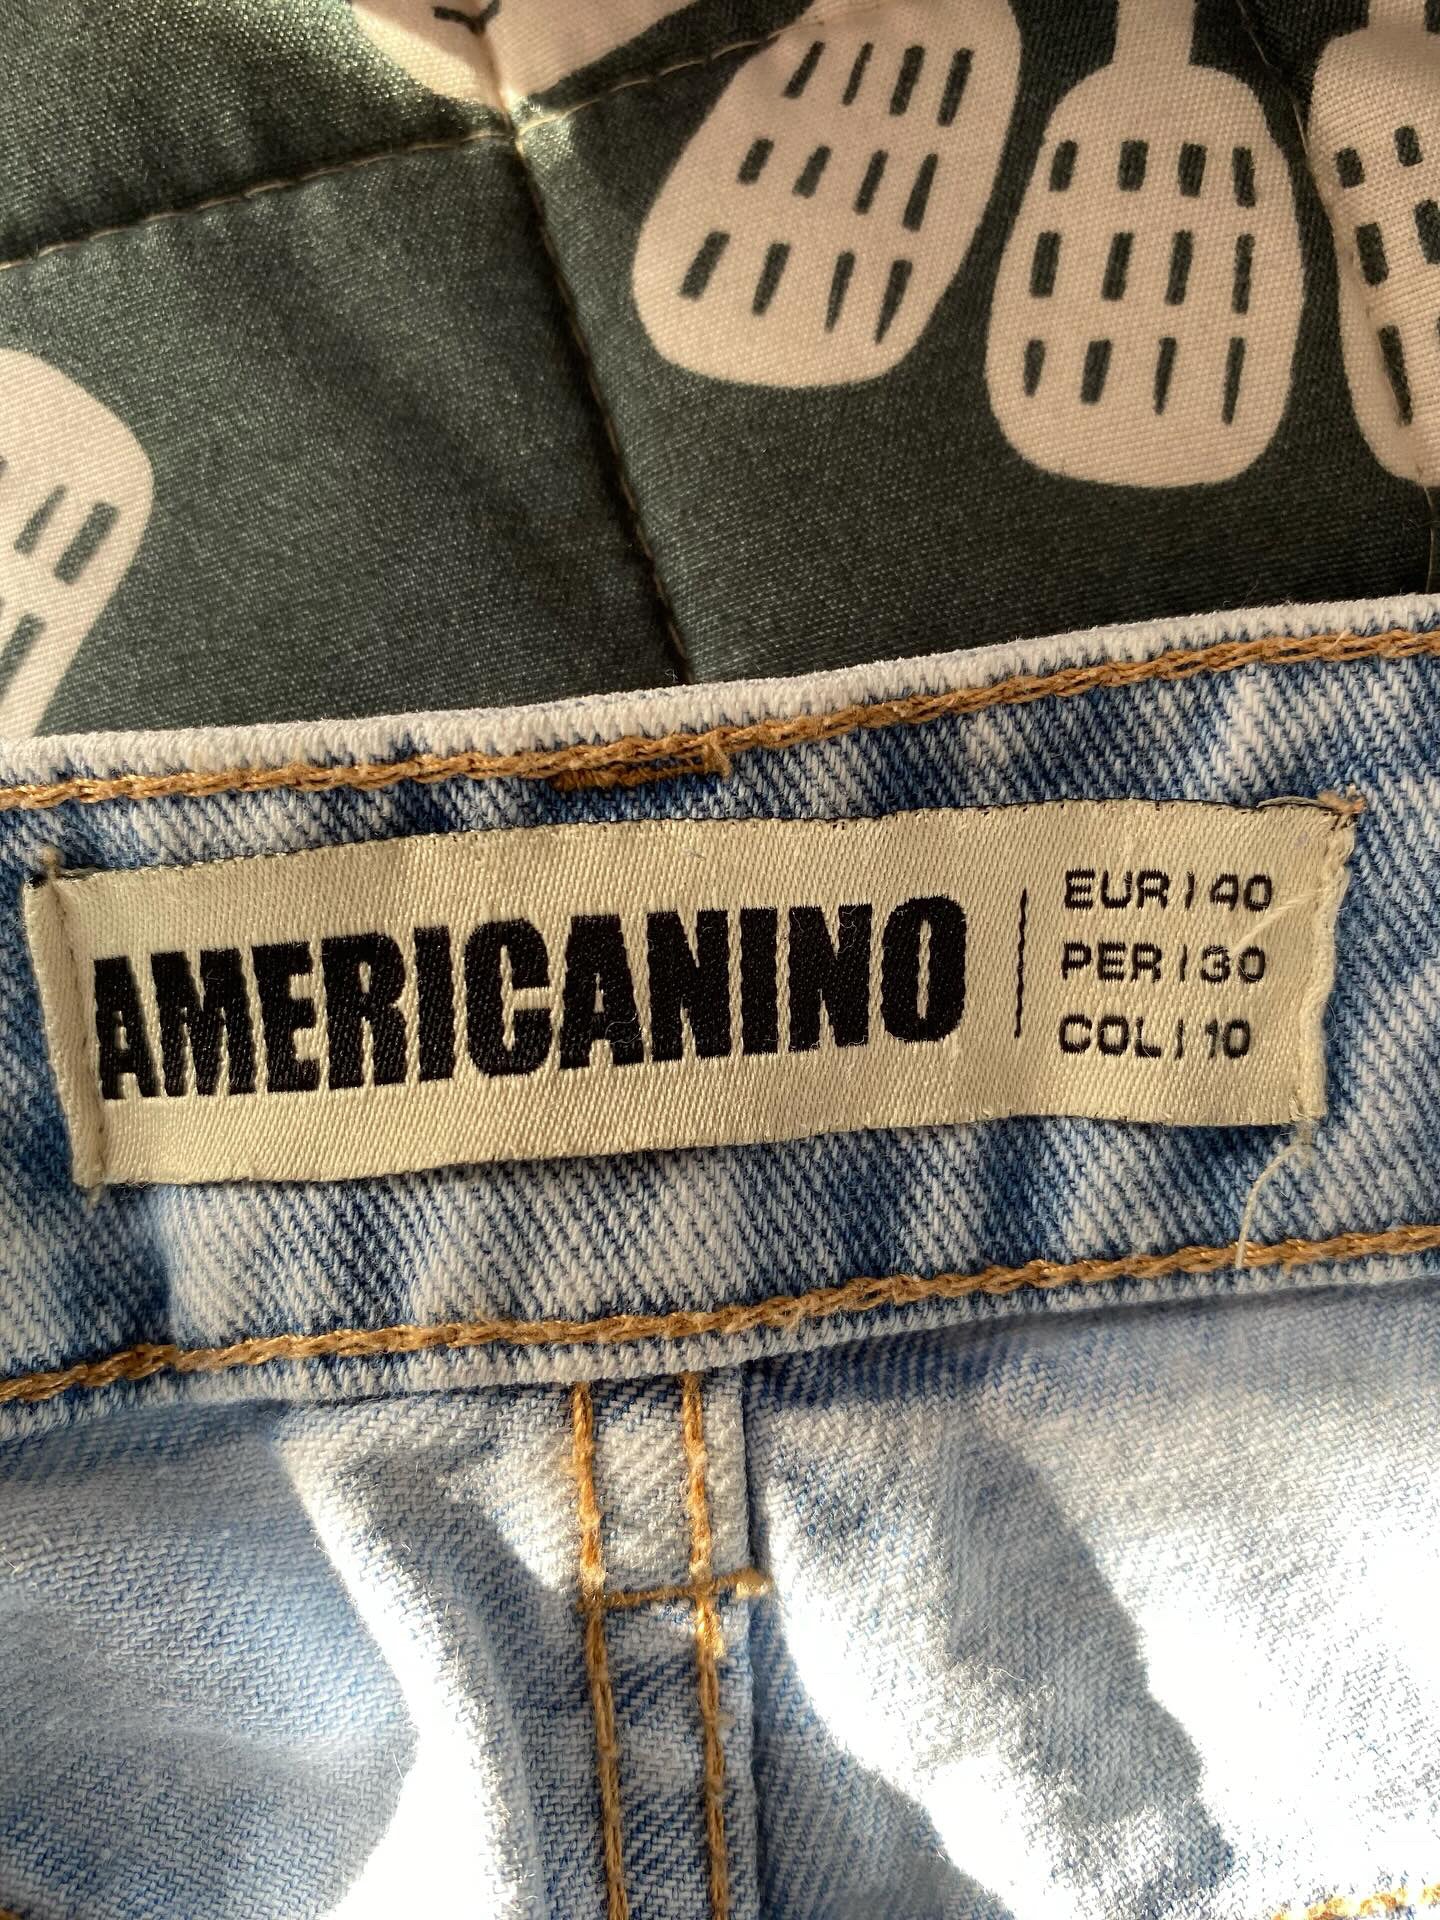 AMERICANINO
EUR | 40
PER | 30
COL | 10